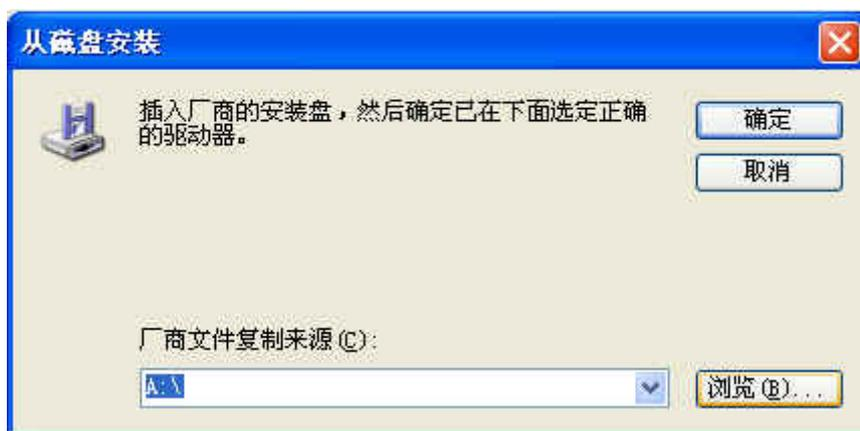 从磁盘安装
插入厂商的安装盘，然后确定已在下面选定正确
的驱动器。
确定
取消
厂商文件复制来源(C):
A:\
浏览(B)...